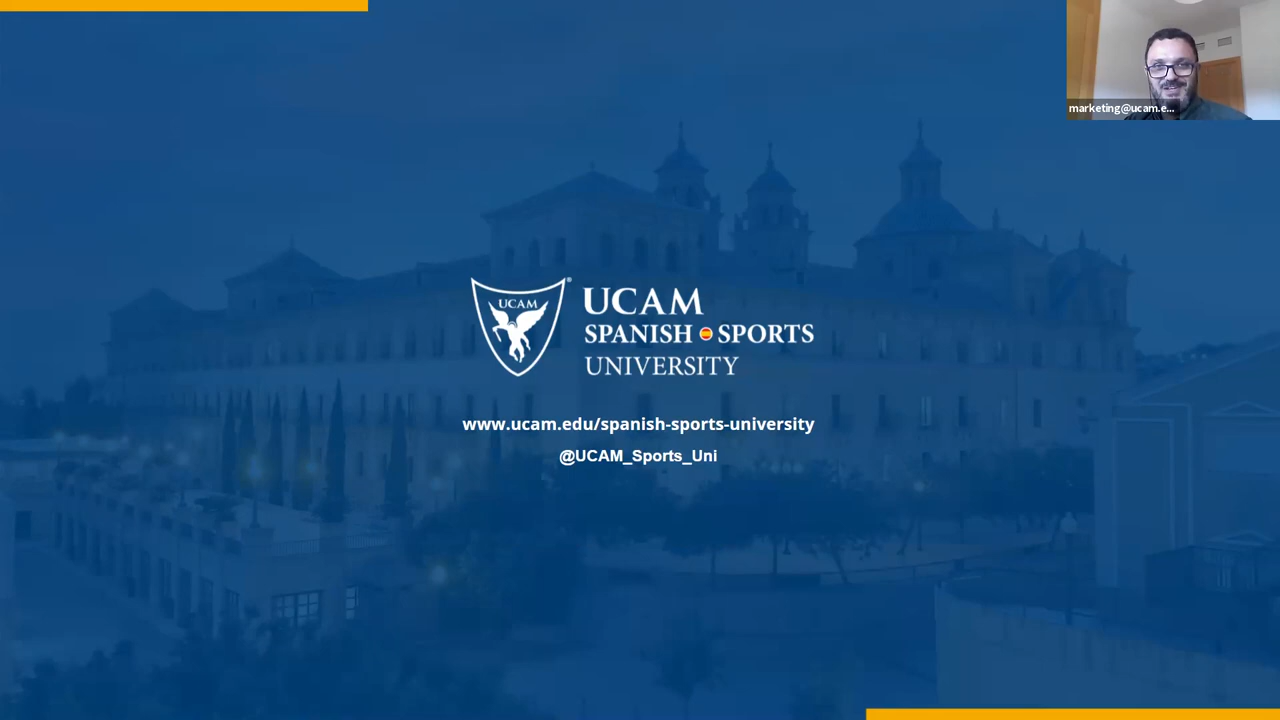 marketing@ucam.e...
UCAM
UCAM
SPANISH SPORTS
UNIVERSITY
www.ucam.edu/spanish-sports-university
@UCAM_Sports_Uni